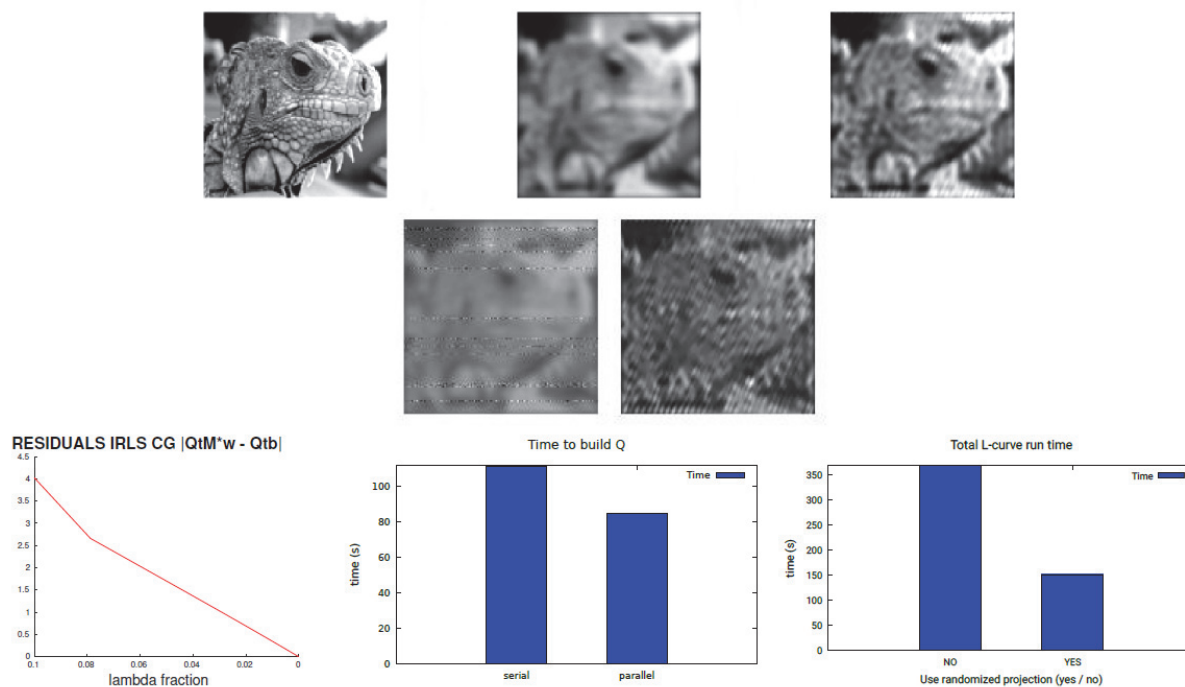 RESIDUALS IRLS CG |QtM*w - Qtb|
4.5
4
3.5
3
2.5
2
1.5
1
0.5
0
0.1 0.08 0.06 0.04 0.02 0
lambda fraction
Time to build Q
Time
100
80
60
40
20
0
time (s)
serial parallel
Total L-curve run time
Time
350
300
250
200
150
100
50
0
time (s)
NO YES
Use randomized projection (yes / no)